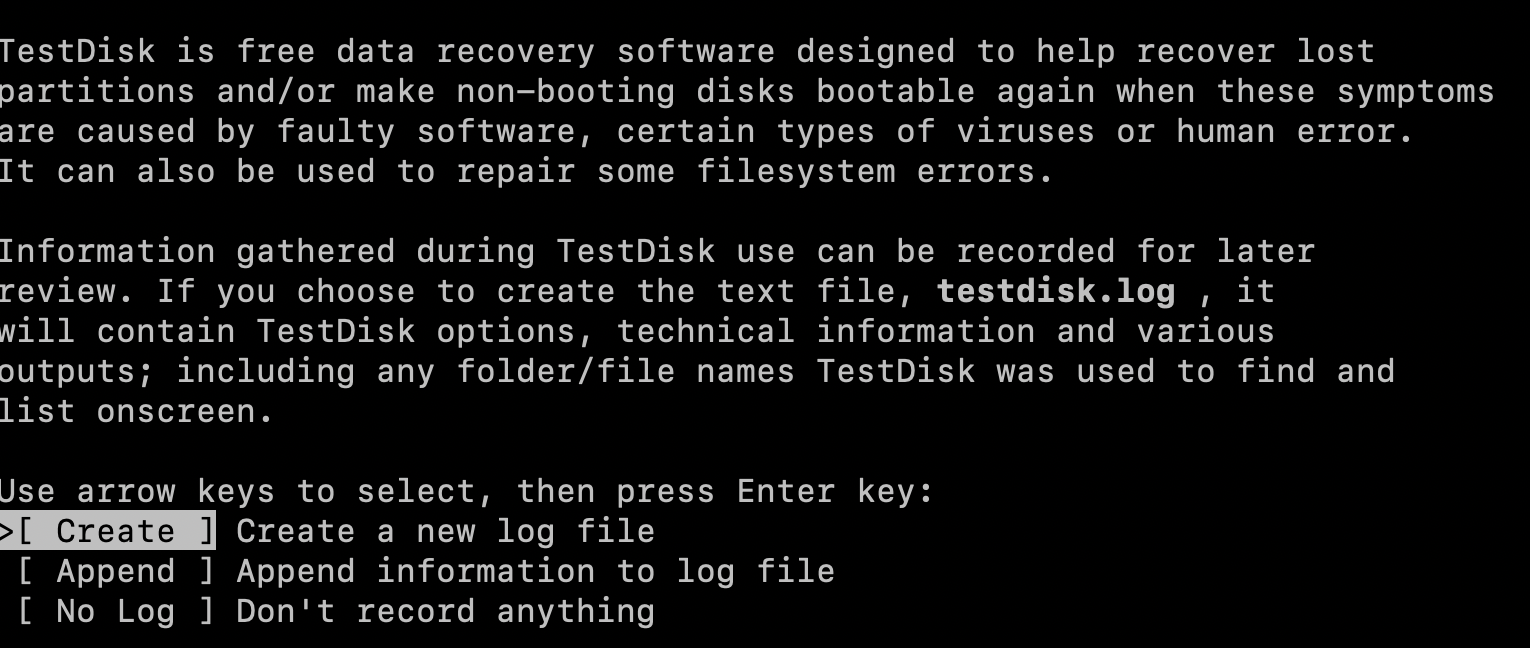 TestDisk is free data recovery software designed to help recover lost
partitions and/or make non-booting disks bootable again when these symptoms
are caused by faulty software, certain types of viruses or human error.
It can also be used to repair some filesystem errors.
Information gathered during TestDisk use can be recorded for later
review. If you choose to create the text file, testdisk.log , it
will contain TestDisk options, technical information and various
outputs; including any folder/file names TestDisk was used to find and
list onscreen.
Use arrow keys to select, then press Enter key:
>[ Create ] Create a new log file
[ Append ] Append information to log file
[ No Log ] Don't record anything